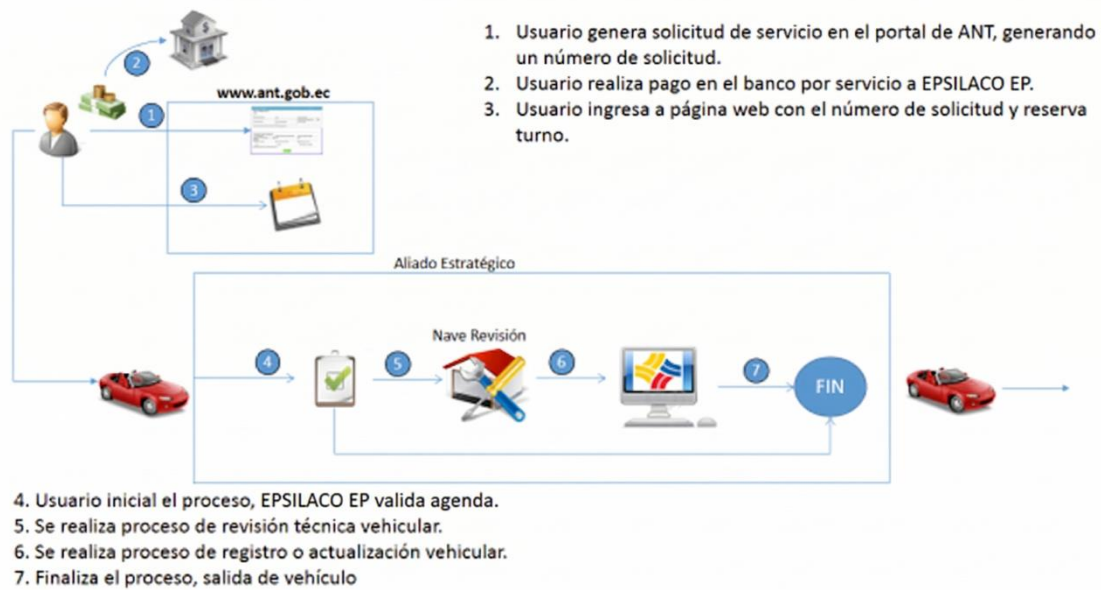 1. Usuario genera solicitud de servicio en el portal de ANT, generando
un número de solicitud.
2. Usuario realiza pago en el banco por servicio a EPSILACO EP.
3. Usuario ingresa a página web con el número de solicitud y reserva
turno.
2
www.ant.gob.ec
1
3
Aliado Estratégico
Nave Revisión
4
5
6
7
FIN
4. Usuario inicial el proceso, EPSILACO EP valida agenda.
5. Se realiza proceso de revisión técnica vehicular.
6. Se realiza proceso de registro o actualización vehicular.
7. Finaliza el proceso, salida de vehículo